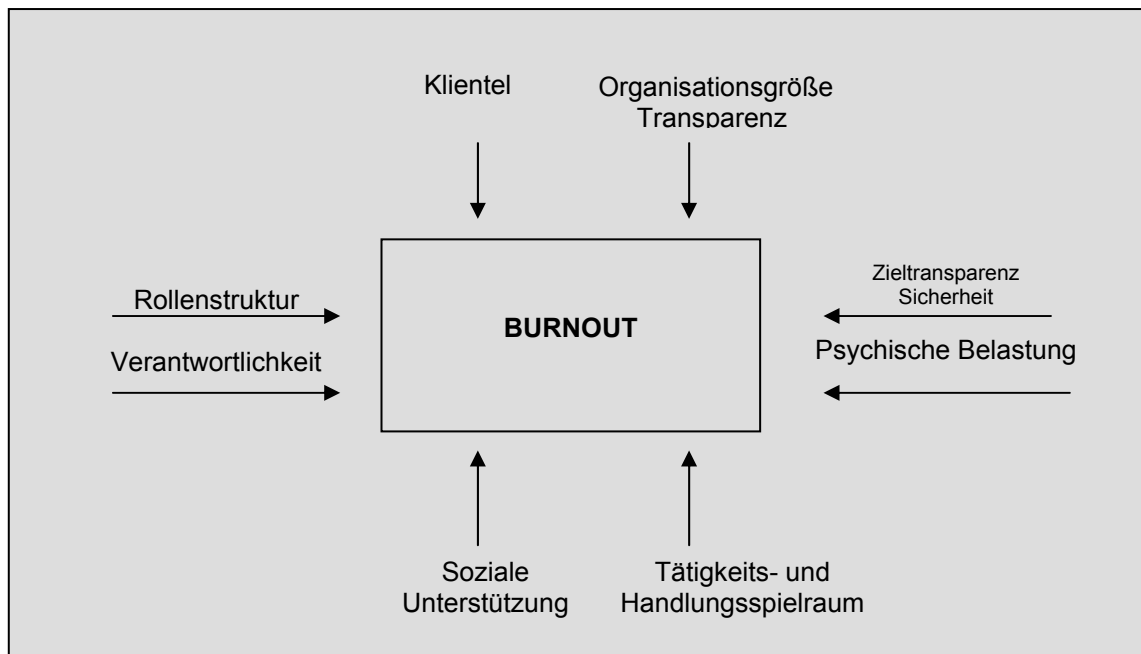 Klientel
Organisationsgröße
Transparenz
Rollenstruktur
Verantwortlichkeit
BURNOUT
Zieltransparenz
Sicherheit
Psychische Belastung
Soziale
Unterstützung
Tätigkeits- und
Handlungsspielraum